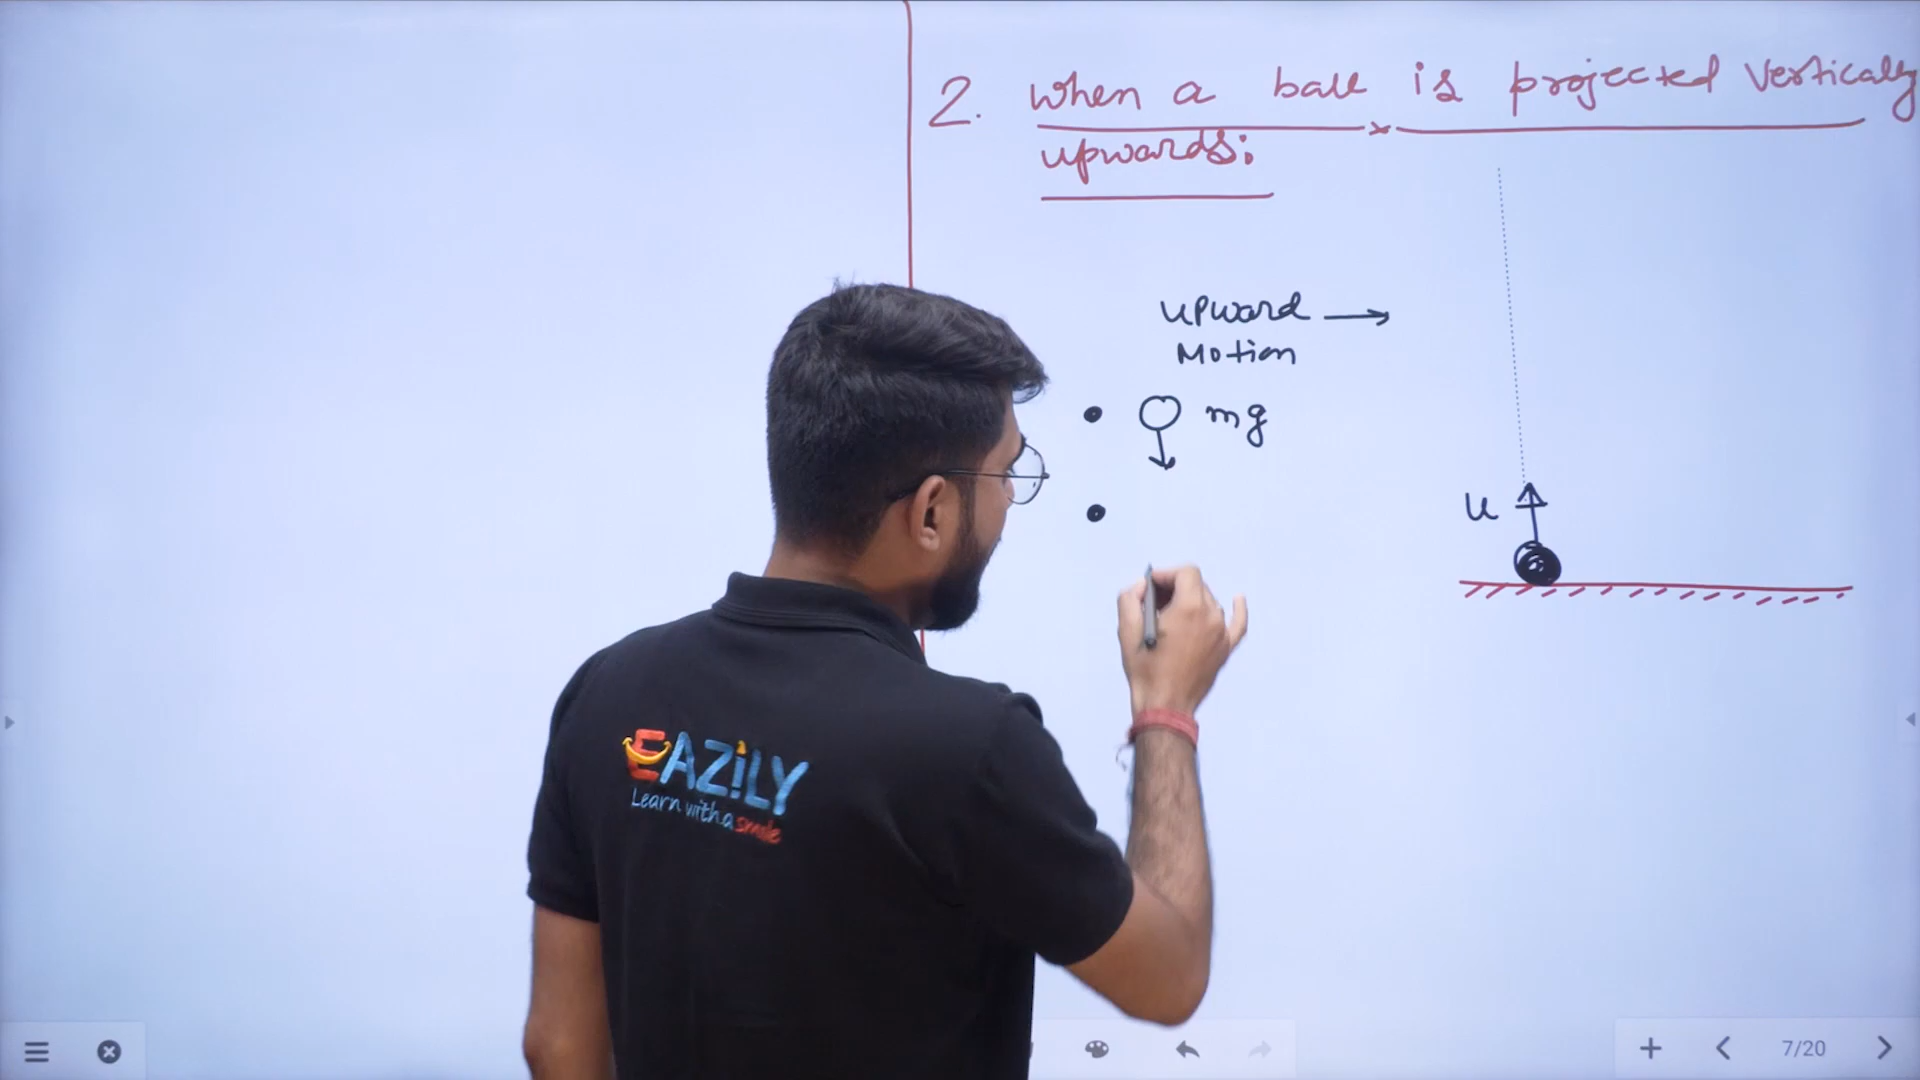 2. when a ball is projected vertically
upwards:
upward →
Motion
• mg
•
u
EAZiLY
Learn with a smile
7/20